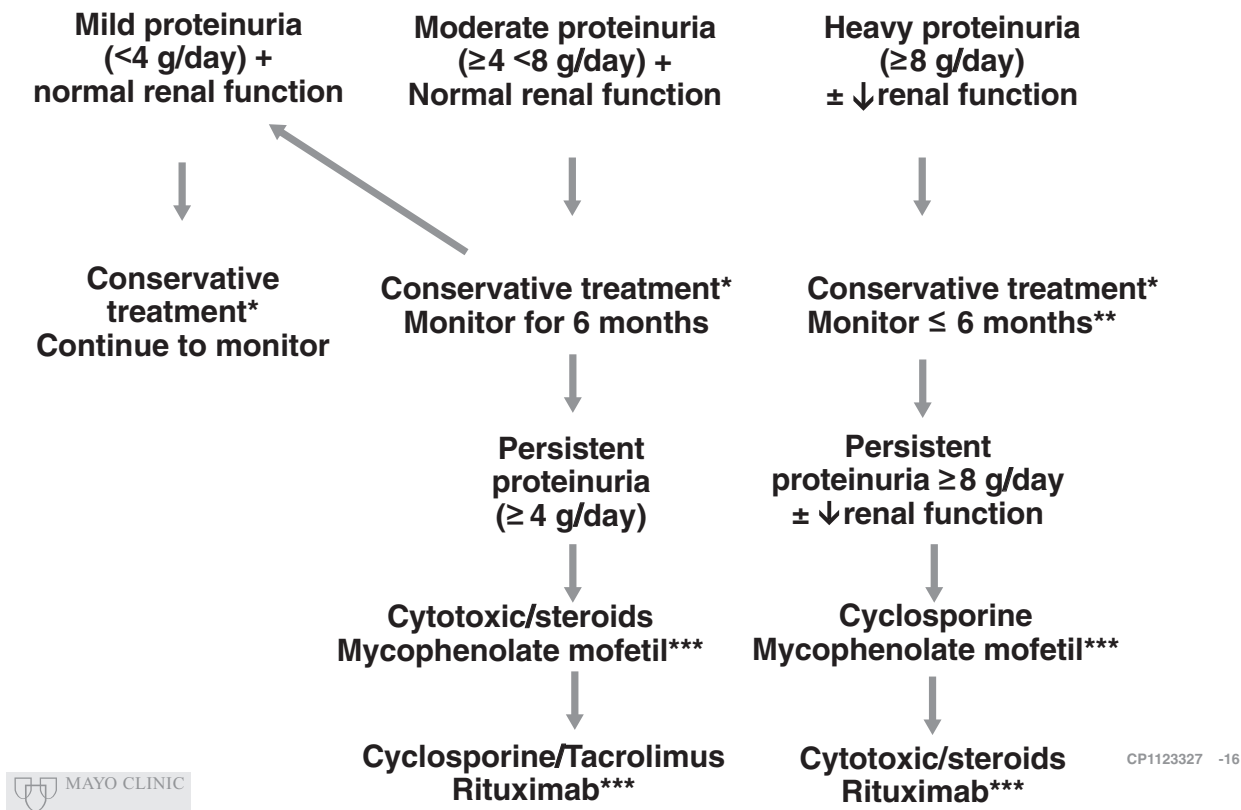 Mild proteinuria
(<4 g/day) +
normal renal function
Moderate proteinuria
(≥4 <8 g/day) +
Normal renal function
Heavy proteinuria
(≥8 g/day)
± ↓renal function
Conservative
treatment*
Continue to monitor
Conservative treatment*
Monitor for 6 months
Conservative treatment*
Monitor ≤ 6 months**
Persistent
proteinuria
(≥ 4 g/day)
Persistent
proteinuria ≥8 g/day
± ↓renal function
Cytotoxic/steroids
Mycophenolate mofetil***
Cyclosporine
Mycophenolate mofetil***
Cyclosporine/Tacrolimus
Rituximab***
Cytotoxic/steroids
Rituximab***
CP1123327 -16
MAYO CLINIC